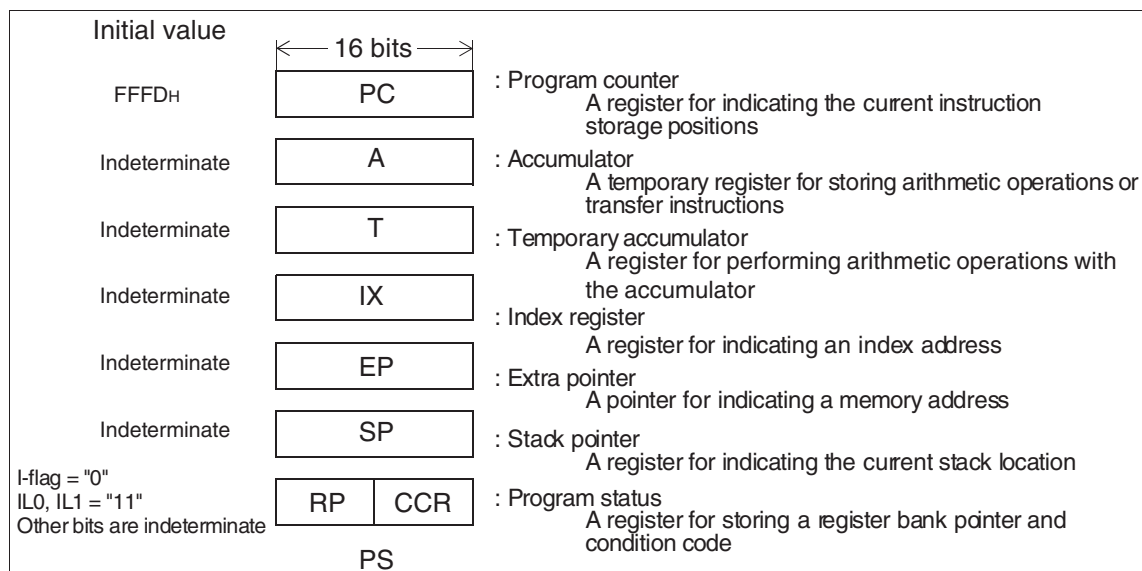 Initial value
16 bits
FFFDH
PC
: Program counter
A register for indicating the current instruction
storage positions
Indeterminate
A
: Accumulator
A temporary register for storing arithmetic operations or
transfer instructions
Indeterminate
T
: Temporary accumulator
A register for performing arithmetic operations with
the accumulator
Indeterminate
IX
: Index register
A register for indicating an index address
Indeterminate
EP
: Extra pointer
A pointer for indicating a memory address
Indeterminate
SP
: Stack pointer
A register for indicating the current stack location
I-flag = "0"
IL0, IL1 = "11"
Other bits are indeterminate
RP
CCR
: Program status
A register for storing a register bank pointer and
condition code
PS